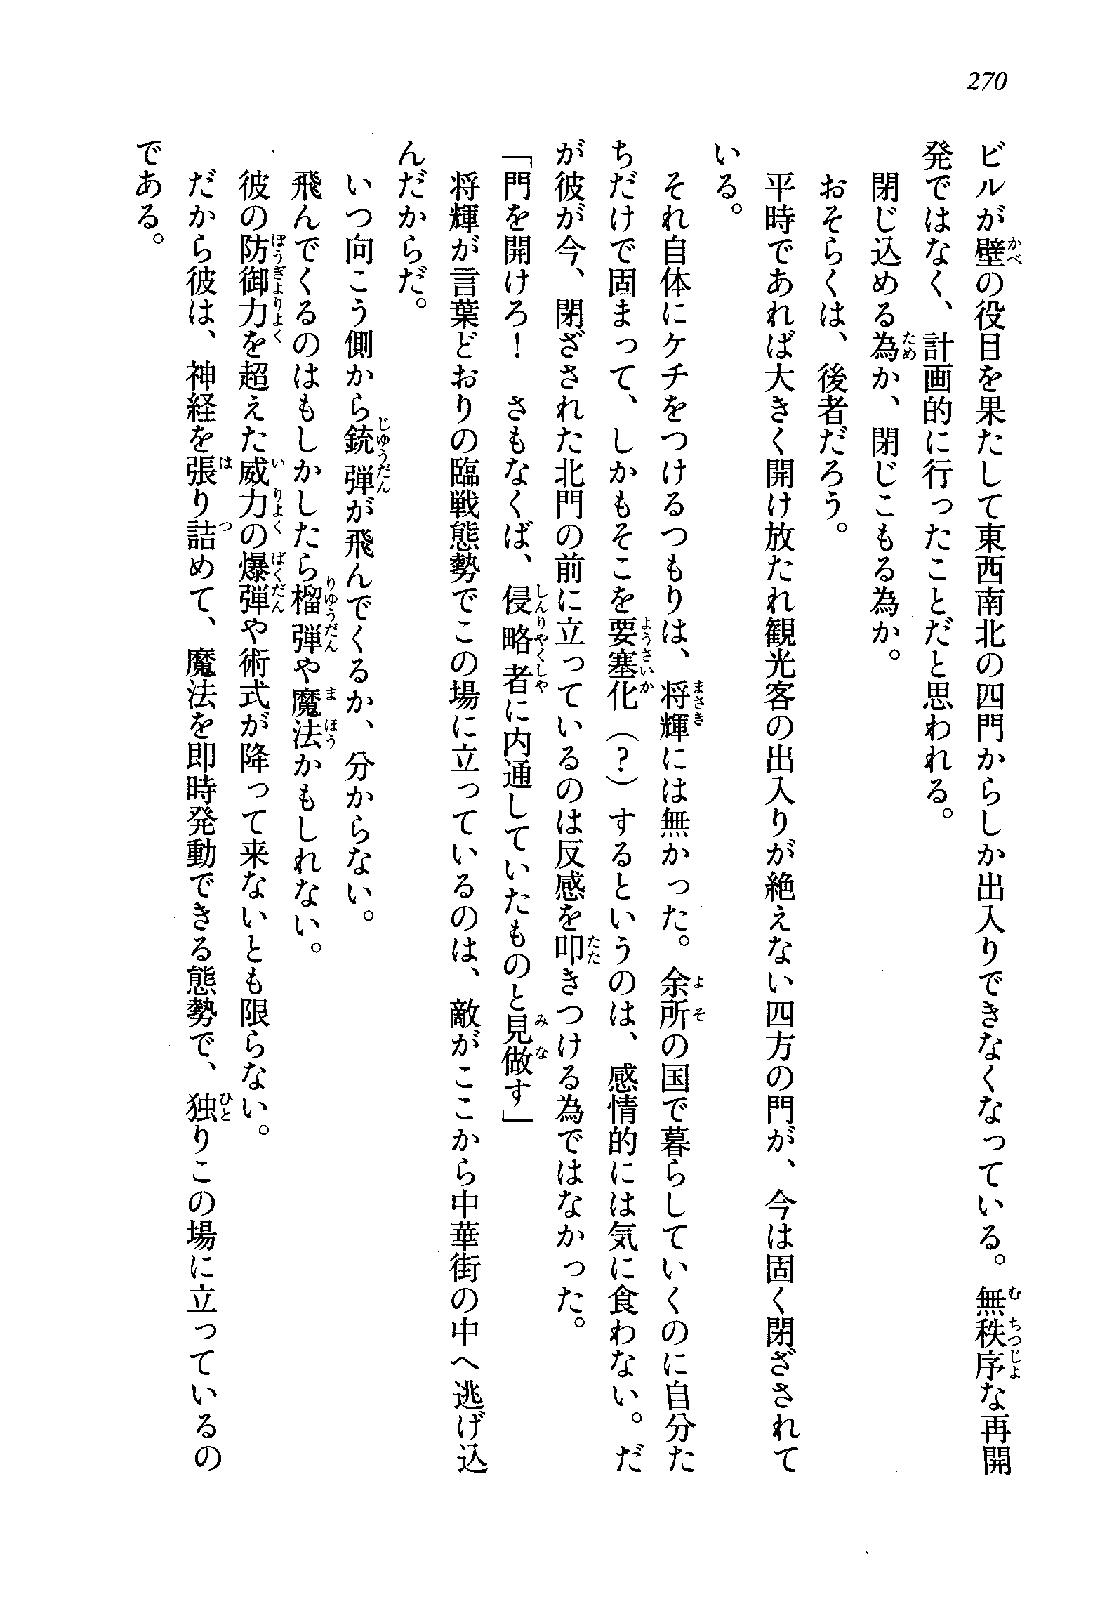 270
ビルが壁の役目を果たして東西南北の四門からしか出入りできなくなっている。無秩序な再開
発ではなく、計画的に行ったことだと思われる。
閉じ込める為か、閉じこもる為か。
おそらくは、後者だろう。
平時であれば大きく開け放たれ観光客の出入りが絶えない四方の門が、今は固く閉ざされて
いる。
それ自体にケチをつけるつもりは、将輝には無かった。余所の国で暮らしていくのに自分た
ちだけで固まって、しかもそこを要塞化（？）するというのは、感情的には気に食わない。だ
が彼が今、閉ざされた北門の前に立っているのは反感を叩きつける為ではなかった。
「門を開けろ！　さもなくば、侵略者に内通していたものと見做す」
将輝が言葉どおりの臨戦態勢でこの場に立っているのは、敵がここから中華街の中へ逃げ込
んだからだ。
いつ向こう側から銃弾が飛んでくるか、分からない。
飛んでくるのはもしかしたら榴弾や魔法かもしれない。
彼の防御力を超えた威力の爆弾や術式が降って来ないとも限らない。
だから彼は、神経を張り詰めて、魔法を即時発動できる態勢で、独りこの場に立っているの
である。